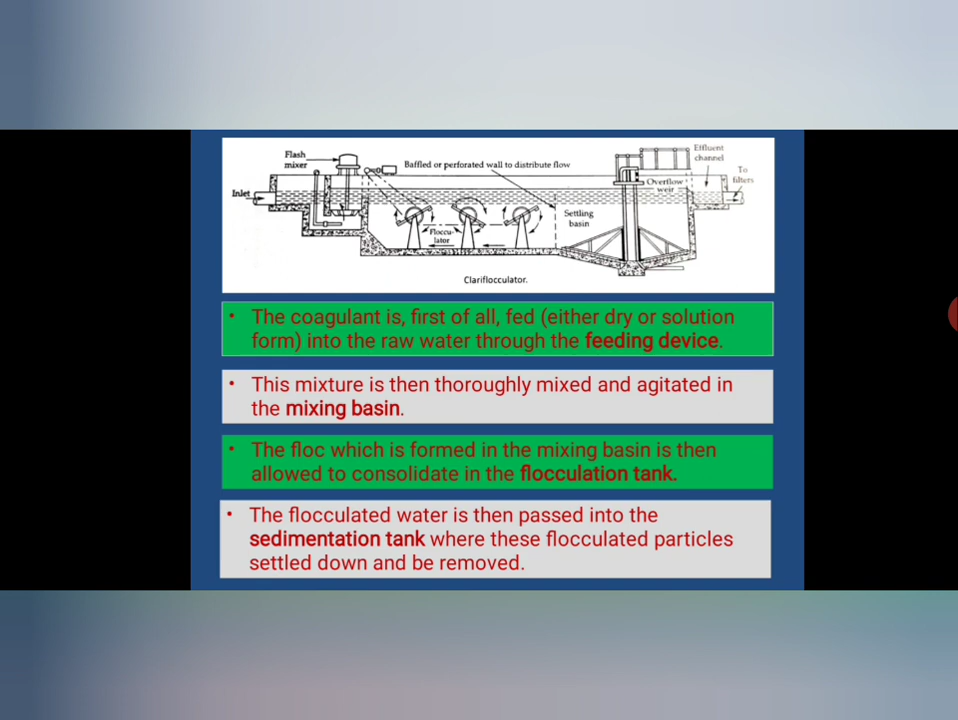 Flash
mixer
Baffled or perforated wall to distribute flow
Effluent
channel
To
filters
Inlet
Overflow
weir
Settling
basin
Floccu-
lator
Clariflocculator.
• The coagulant is, first of all, fed (either dry or solution
form) into the raw water through the feeding device.
• This mixture is then thoroughly mixed and agitated in
the mixing basin.
• The floc which is formed in the mixing basin is then
allowed to consolidate in the flocculation tank.
• The flocculated water is then passed into the
sedimentation tank where these flocculated particles
settled down and be removed.